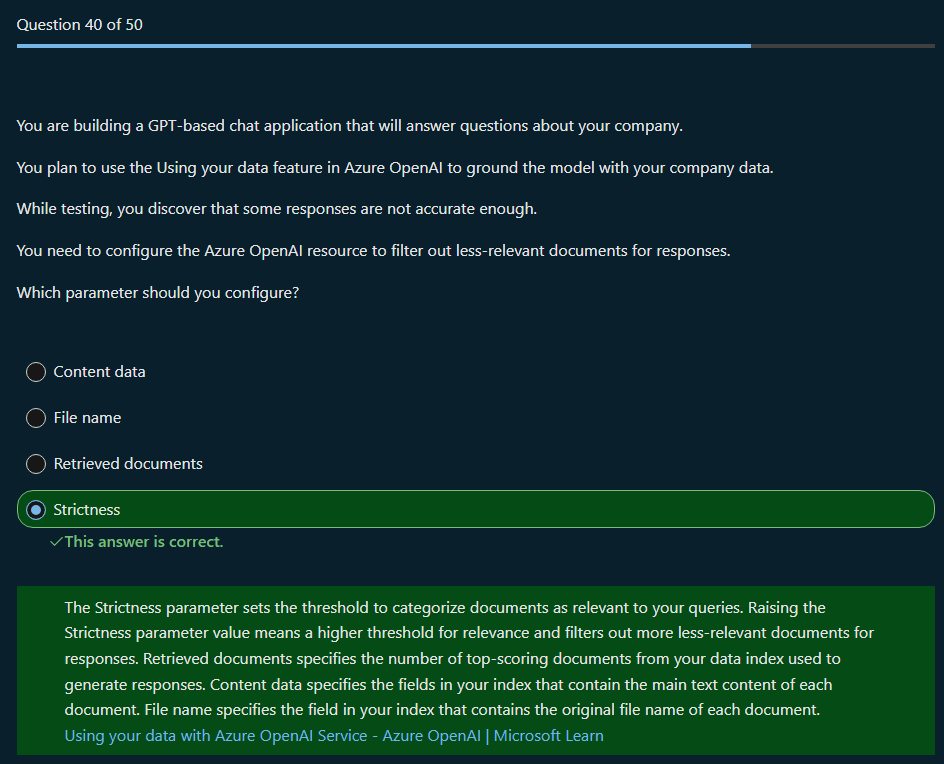 Question 40 of 50
You are building a GPT-based chat application that will answer questions about your company.
You plan to use the Using your data feature in Azure OpenAI to ground the model with your company data.
While testing, you discover that some responses are not accurate enough.
You need to configure the Azure OpenAI resource to filter out less-relevant documents for responses.
Which parameter should you configure?
Content data
File name
Retrieved documents
Strictness
✓This answer is correct.
The Strictness parameter sets the threshold to categorize documents as relevant to your queries. Raising the
Strictness parameter value means a higher threshold for relevance and filters out more less-relevant documents for
responses. Retrieved documents specifies the number of top-scoring documents from your data index used to
generate responses. Content data specifies the fields in your index that contain the main text content of each
document. File name specifies the field in your index that contains the original file name of each document.
Using your data with Azure OpenAI Service - Azure OpenAI | Microsoft Learn